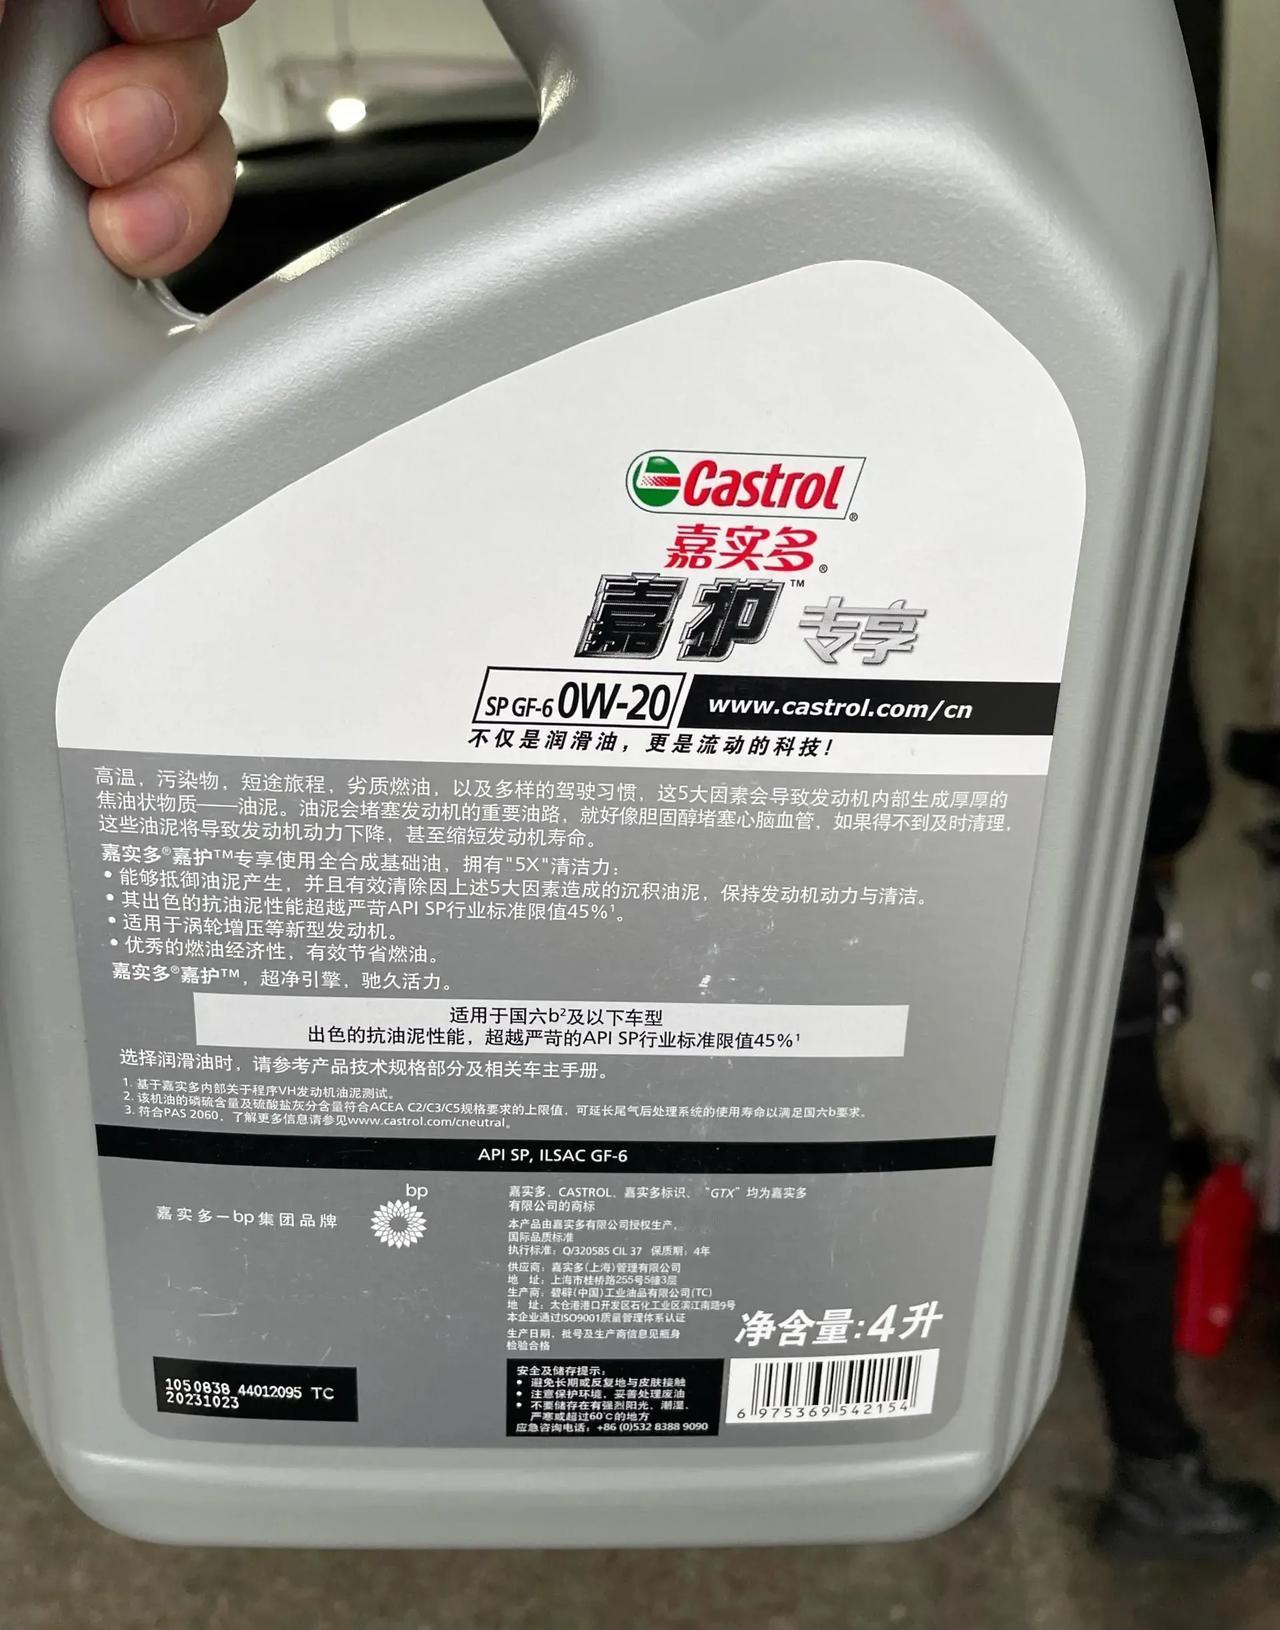 Castrol®
嘉实多®
嘉护™ 专享
SP GF-6 0W-20 www.castrol.com/cn
不仅是润滑油，更是流动的科技！
高温，污染物，短途旅程，劣质燃油，以及多样的驾驶习惯，这5大因素会导致发动机内部生成厚厚的
焦油状物质——油泥。油泥会堵塞发动机的重要油路，就好像胆固醇堵塞心脑血管，如果得不到及时清理，
这些油泥将导致发动机动力下降，甚至缩短发动机寿命。
嘉实多®嘉护™专享使用全合成基础油，拥有"5X"清洁力：
• 能够抵御油泥产生，并且有效清除因上述5大因素造成的沉积油泥，保持发动机动力与清洁。
• 其出色的抗油泥性能超越严苛API SP行业标准限值45%¹。
• 适用于涡轮增压等新型发动机。
• 优秀的燃油经济性，有效节省燃油。
嘉实多®嘉护™，超净引擎，驰久活力。
适用于国六b²及以下车型
出色的抗油泥性能，超越严苛的API SP行业标准限值45%¹
选择润滑油时，请参考产品技术规格部分及相关车主手册。
1. 基于嘉实多内部关于程序VH发动机油泥测试。
2. 该机油的磷硫含量及硫酸盐灰分含量符合ACEA C2/C3/C5规格要求的上限值，可延长尾气后处理系统的使用寿命以满足国六b要求。
3. 符合PAS 2060，了解更多信息请参见www.castrol.com/cneutral。
API SP, ILSAC GF-6
嘉实多－bp集团品牌
bp
嘉实多、CASTROL、嘉实多标识、"GTX"均为嘉实多
有限公司的商标
本产品由嘉实多有限公司授权生产，
国际品质标准
执行标准：Q/320585 CIL 37 保质期：4年
供应商：嘉实多(上海)管理有限公司
地 址：上海市桂桥路255号5幢3层
生产商：碧辟(中国)工业油品有限公司(TC)
地 址：太仓港港口开发区石化工业区滨江南路9号
本企业通过ISO9001质量管理体系认证
生产日期，批号及生产商信息见瓶身
检验合格
净含量:4升
1050838 44012095 TC
20231023
安全及储存提示：
• 避免长期或反复地与皮肤接触
• 注意保护环境，妥善处理废油
• 不要储存在有强烈阳光、潮湿、
严寒或超过60℃的地方
应急咨询电话：+86 (0)532 8388 9090
6 975369 542154